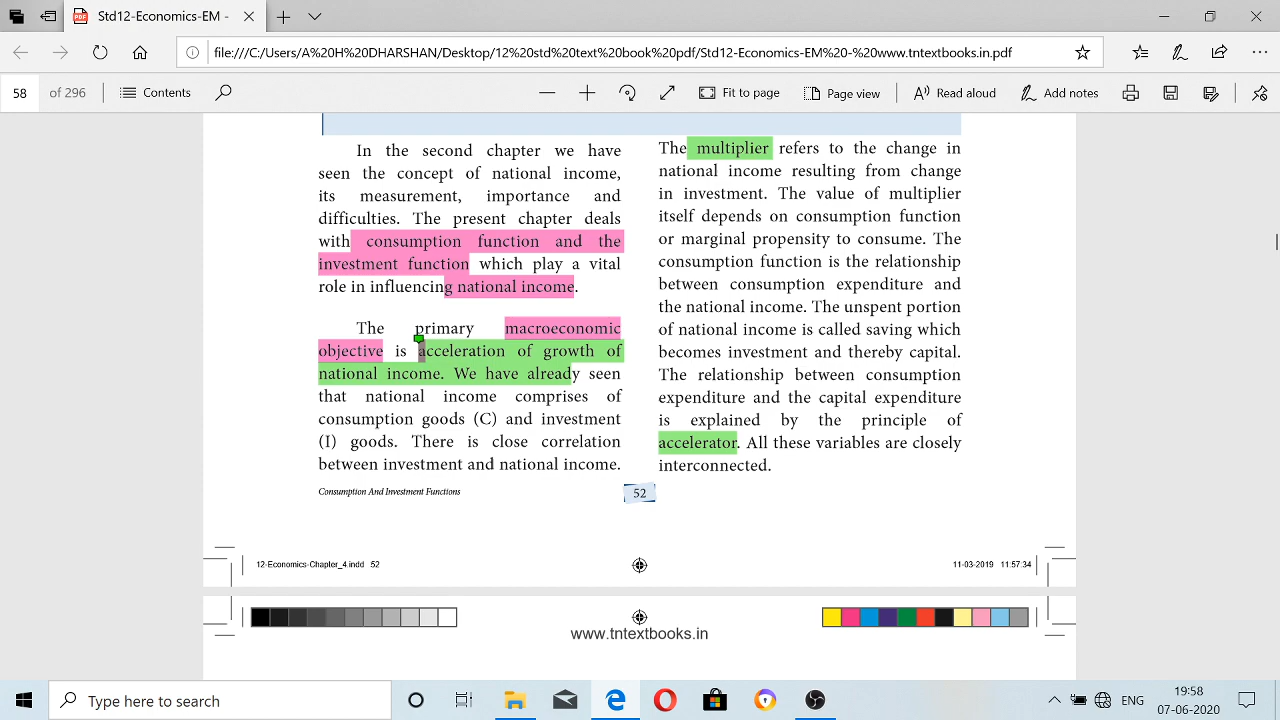 Std12-Economics-EM -
file:///C:/Users/A%20H%20DHARSHAN/Desktop/12%20std%20text%20book%20pdf/Std12-Economics-EM%20-%20www.tntextbooks.in.pdf
58 of 296 Contents Fit to page Page view Read aloud Add notes
In the second chapter we have
seen the concept of national income,
its measurement, importance and
difficulties. The present chapter deals
with consumption function and the
investment function which play a vital
role in influencing national income.
The primary macroeconomic
objective is acceleration of growth of
national income. We have already seen
that national income comprises of
consumption goods (C) and investment
(I) goods. There is close correlation
between investment and national income.
The multiplier refers to the change in
national income resulting from change
in investment. The value of multiplier
itself depends on consumption function
or marginal propensity to consume. The
consumption function is the relationship
between consumption expenditure and
the national income. The unspent portion
of national income is called saving which
becomes investment and thereby capital.
The relationship between consumption
expenditure and the capital expenditure
is explained by the principle of
accelerator. All these variables are closely
interconnected.
Consumption And Investment Functions
52
12-Economics-Chapter_4.indd 52
11-03-2019 11:57:34
www.tntextbooks.in
Type here to search
ENG
19:58
07-06-2020